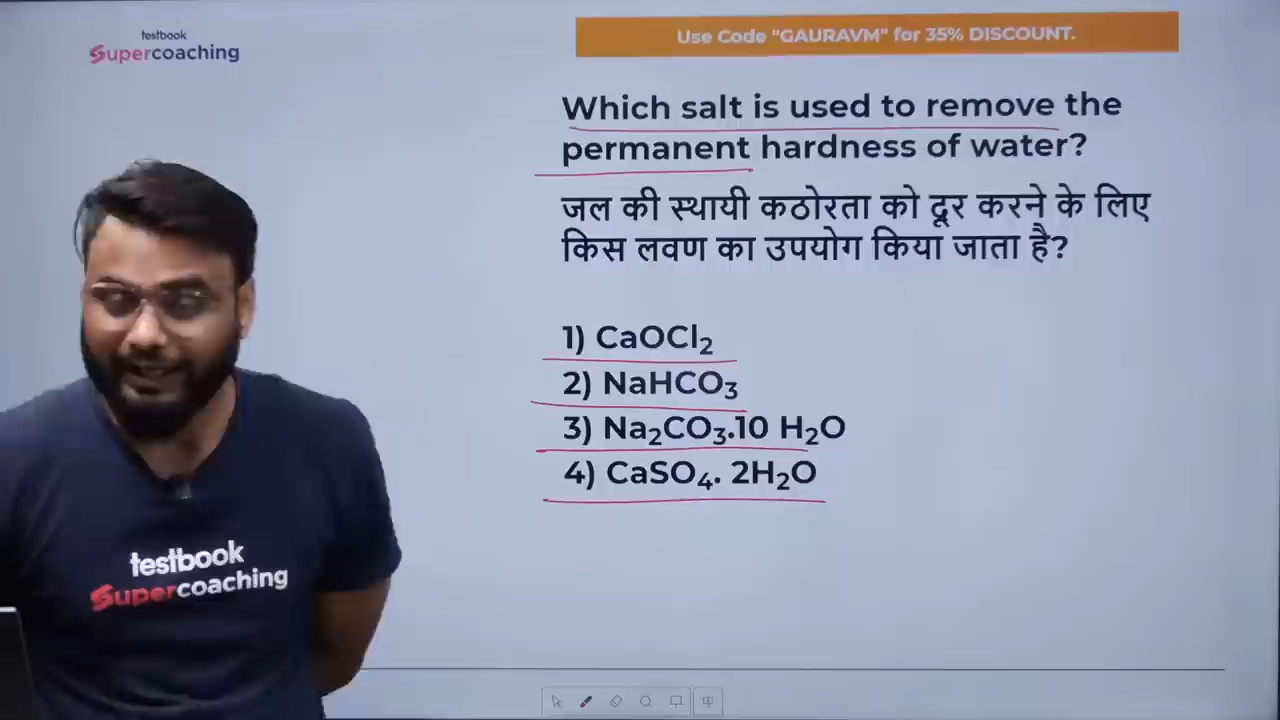 testbook
Supercoaching
Use Code "GAURAVM" for 35% DISCOUNT.
Which salt is used to remove the
permanent hardness of water?
जल की स्थायी कठोरता को दूर करने के लिए
किस लवण का उपयोग किया जाता है?
1) CaOCl₂
2) NaHCO₃
3) Na₂CO₃.10 H₂O
4) CaSO₄. 2H₂O
testbook
Supercoaching